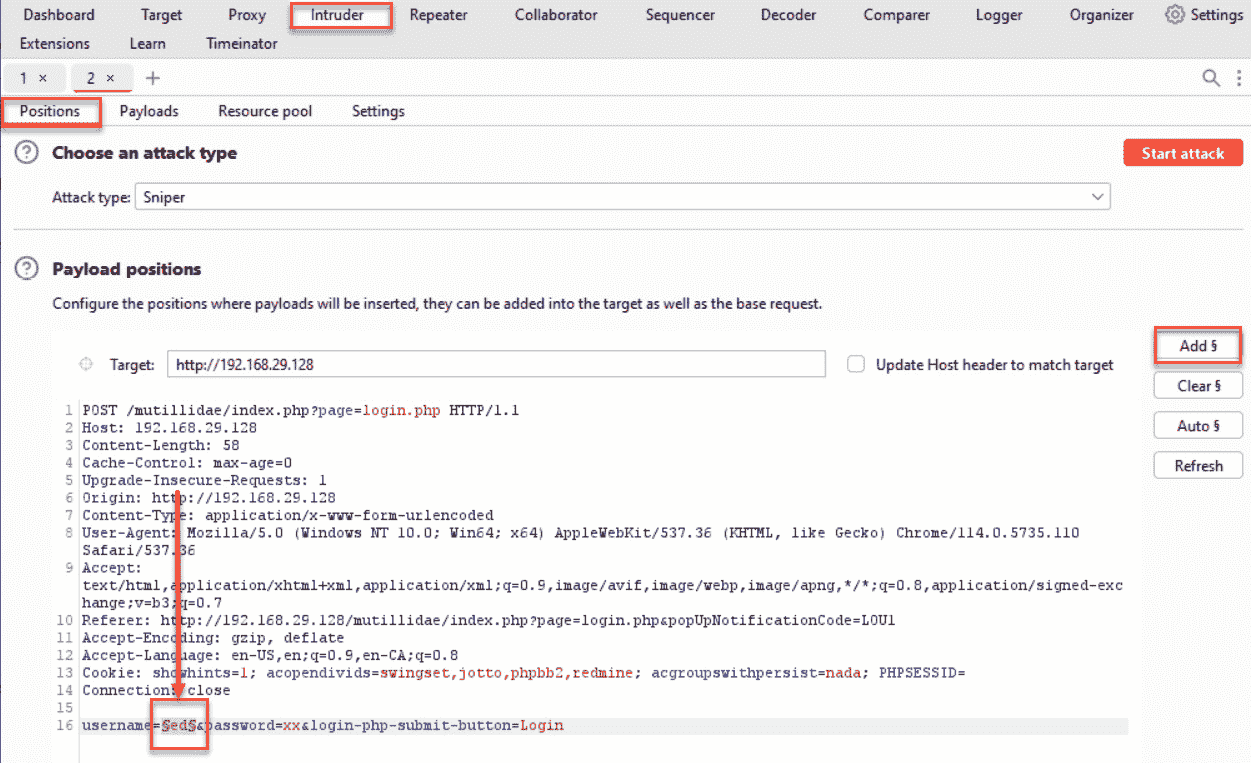 Dashboard Target Proxy Intruder Repeater Collaborator Sequencer Decoder Comparer Logger Organizer Settings
Extensions Learn Timeinator
1 × 2 × +
Positions Payloads Resource pool Settings
? Choose an attack type Start attack
Attack type: Sniper
? Payload positions
Configure the positions where payloads will be inserted, they can be added into the target as well as the base request.
Add §
Target: http://192.168.29.128 Update Host header to match target
Clear §
Auto §
Refresh
1 POST /mutillidae/index.php?page=login.php HTTP/1.1
2 Host: 192.168.29.128
3 Content-Length: 58
4 Cache-Control: max-age=0
5 Upgrade-Insecure-Requests: 1
6 Origin: http://192.168.29.128
7 Content-Type: application/x-www-form-urlencoded
8 User-Agent: Mozilla/5.0 (Windows NT 10.0; Win64; x64) AppleWebKit/537.36 (KHTML, like Gecko) Chrome/114.0.5735.110
Safari/537.36
9 Accept:
text/html,application/xhtml+xml,application/xml;q=0.9,image/avif,image/webp,image/apng,*/*;q=0.8,application/signed-exc
hange;v=b3;q=0.7
10 Referer: http://192.168.29.128/mutillidae/index.php?page=login.php&popUpNotificationCode=LOU1
11 Accept-Encoding: gzip, deflate
12 Accept-Language: en-US,en;q=0.9,en-CA;q=0.8
13 Cookie: showhints=1; acopendivids=swingset,jotto,phpbb2,redmine; acgroupswithpersist=nada; PHPSESSID=
14 Connection: close
15
16 username=§ed§&password=xx&login-php-submit-button=Login